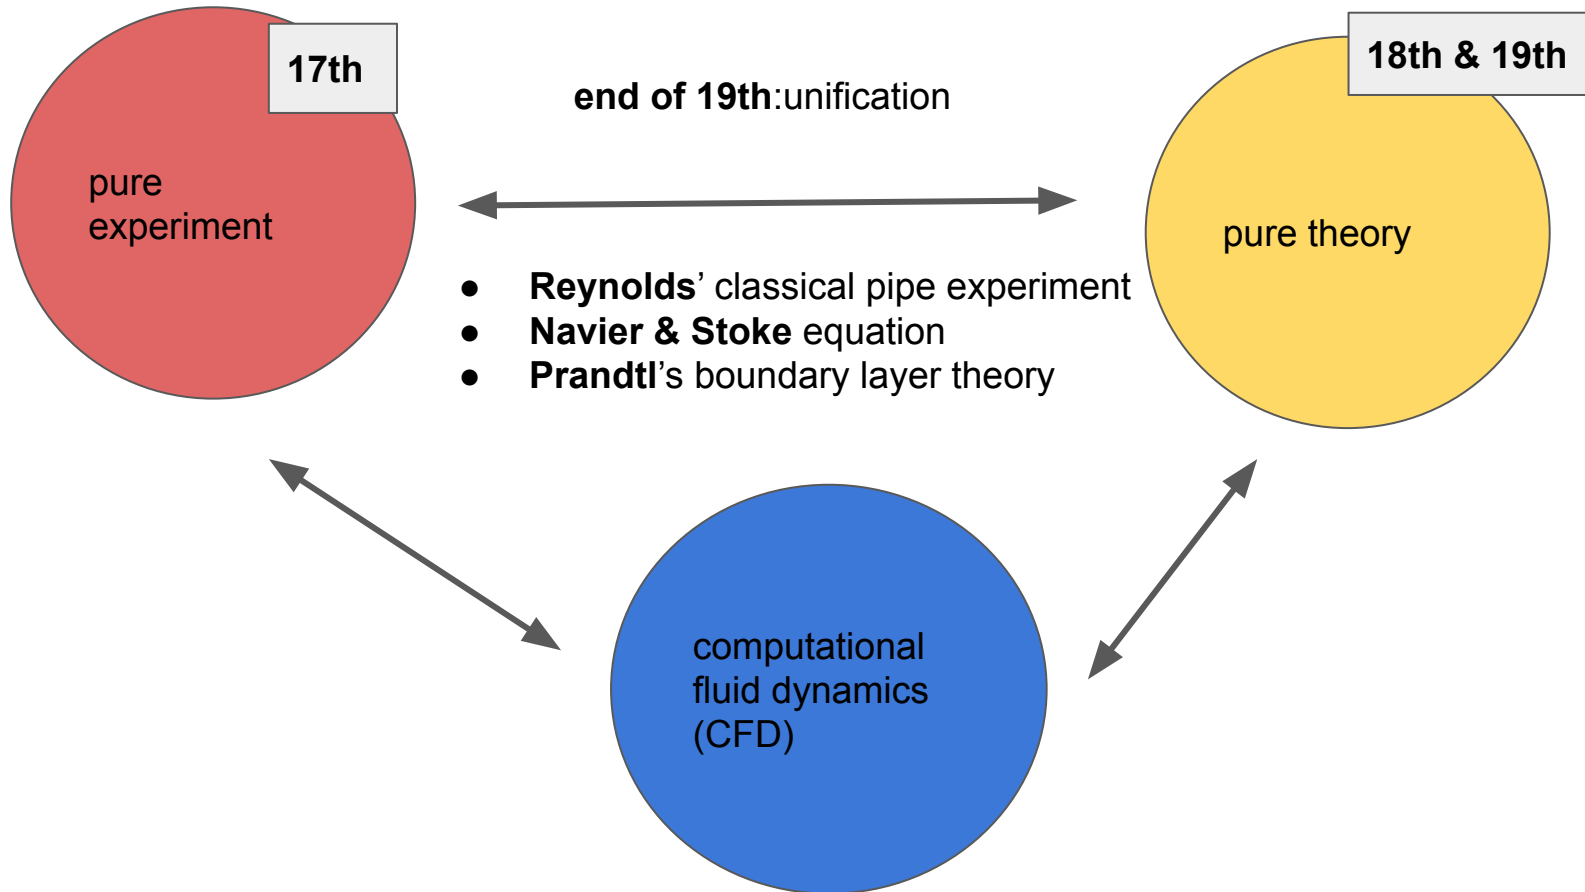 17th
18th & 19th
end of 19th:unification
pure
experiment
pure theory
● Reynolds’ classical pipe experiment
● Navier & Stoke equation
● Prandtl’s boundary layer theory
computational
fluid dynamics
(CFD)